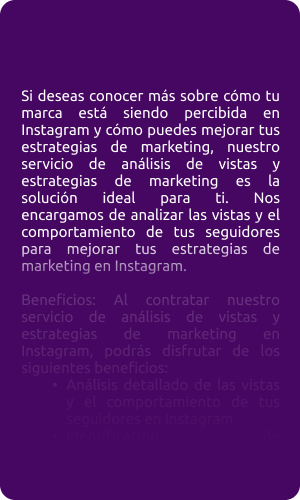 Si deseas conocer más sobre cómo tu
marca está siendo percibida en
Instagram y cómo puedes mejorar tus
estrategias de marketing, nuestro
servicio de análisis de vistas y
estrategias de marketing es la
solución ideal para ti. Nos
encargamos de analizar las vistas y el
comportamiento de tus seguidores
para mejorar tus estrategias de
marketing en Instagram.
Beneficios: Al contratar nuestro
servicio de análisis de vistas y
estrategias de marketing en
Instagram, podrás disfrutar de los
siguientes beneficios:
• Análisis detallado de las vistas
y el comportamiento de tus
seguidores en Instagram